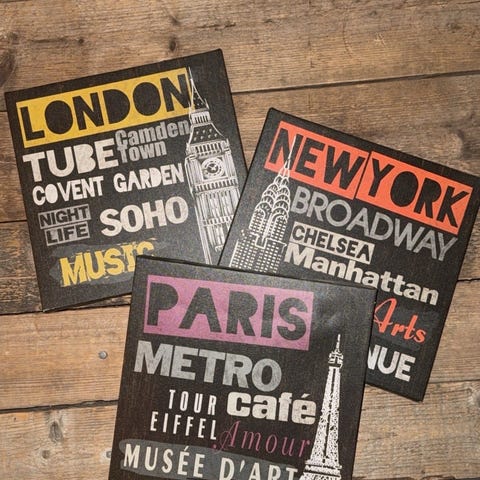 LONDON
TUBE Camden Town
COVENT GARDEN
NIGHT LIFE SOHO
MUSIC
NEW YORK
BROADWAY
CHELSEA
Manhattan
Arts
NUE
PARIS
METRO
TOUR EIFFEL café
Amour
MUSÉE D'ART